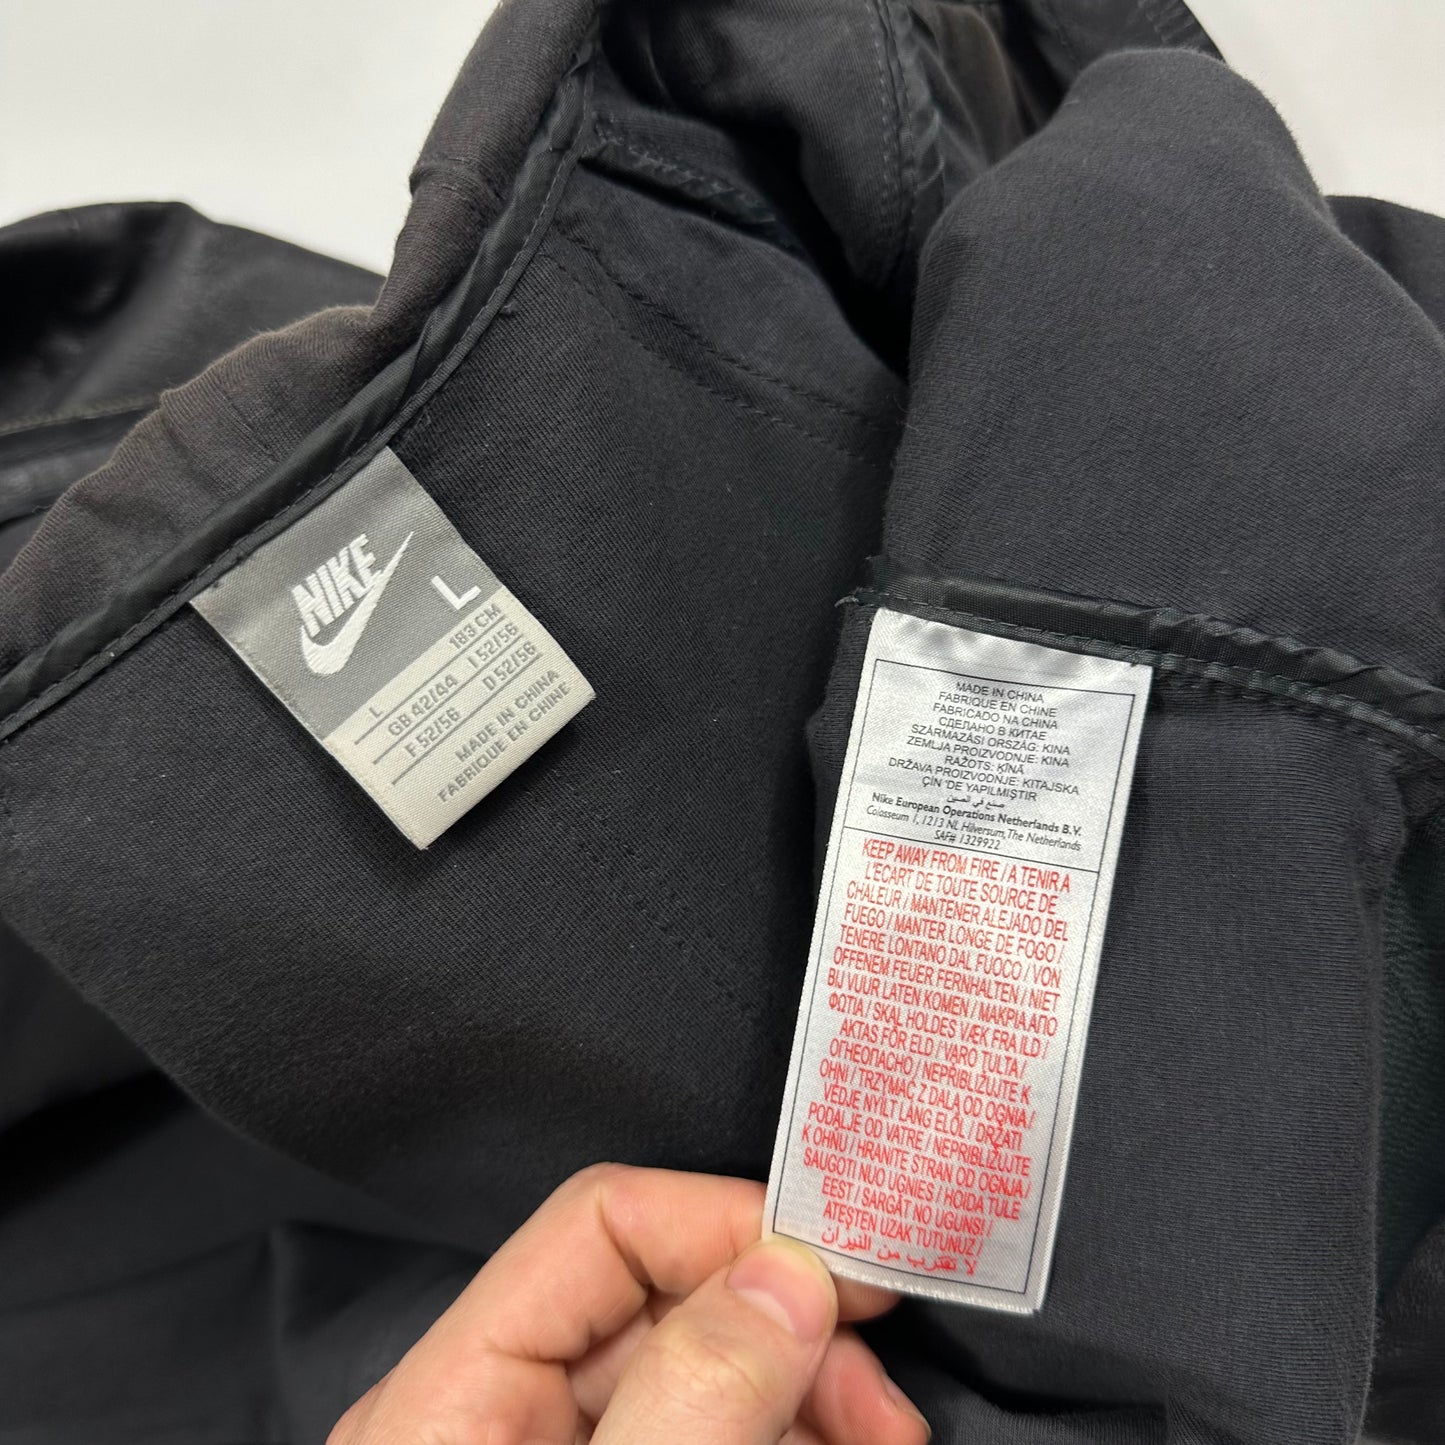 NIKE
L
183 CM
L I 52/56
GB 42/44 D 52/56
F 52/56
MADE IN CHINA
FABRIQUE EN CHINE
MADE IN CHINA
FABRIQUE EN CHINE
FABRICADO NA CHINA
СДЕЛАНО В КИТАЕ
SZÁRMAZÁSI ORSZÁG: KINA
ZEMLJA PROIZVODNJE: KINA
RAŽOTS: ĶĪNĀ
DRŽAVA PROIZVODNJE: KITAJSKA
ÇİN 'DE YAPILMIŞTIR
صنع في الصين
Nike European Operations Netherlands B.V.
Colosseum 1, 1213 NL Hilversum, The Netherlands
SAF# 1329922
KEEP AWAY FROM FIRE / A TENIR A
L'ECART DE TOUTE SOURCE DE
CHALEUR / MANTENER ALEJADO DEL
FUEGO / MANTER LONGE DE FOGO /
TENERE LONTANO DAL FUOCO / VON
OFFENEM FEUER FERNHALTEN / NIET
BIJ VUUR LATEN KOMEN / ΜΑΚΡΙΑ ΑΠΟ
ΦΩΤΙΑ / SKAL HOLDES VÆK FRA ILD /
AKTAS FÖR ELD / VARO TULTA /
ОГНЕОПАСНО / NEPRIBLIŽUJTE K
OHNI / TRZYMAĆ Z DALA OD OGNIA /
VEDJE NYÍLT LÁNG ELŐL / DRŽATI
PODALJE OD VATRE / NEPRIBLIŽUJTE
K OHŇU / HRANITE STRAN OD OGNJA /
SAUGOTI NUO UGNIES / HOIDA TULE
EEST / SARGĀT NO UGUNS! /
ATEŞTEN UZAK TUTUNUZ /
لا تقترب من النيران